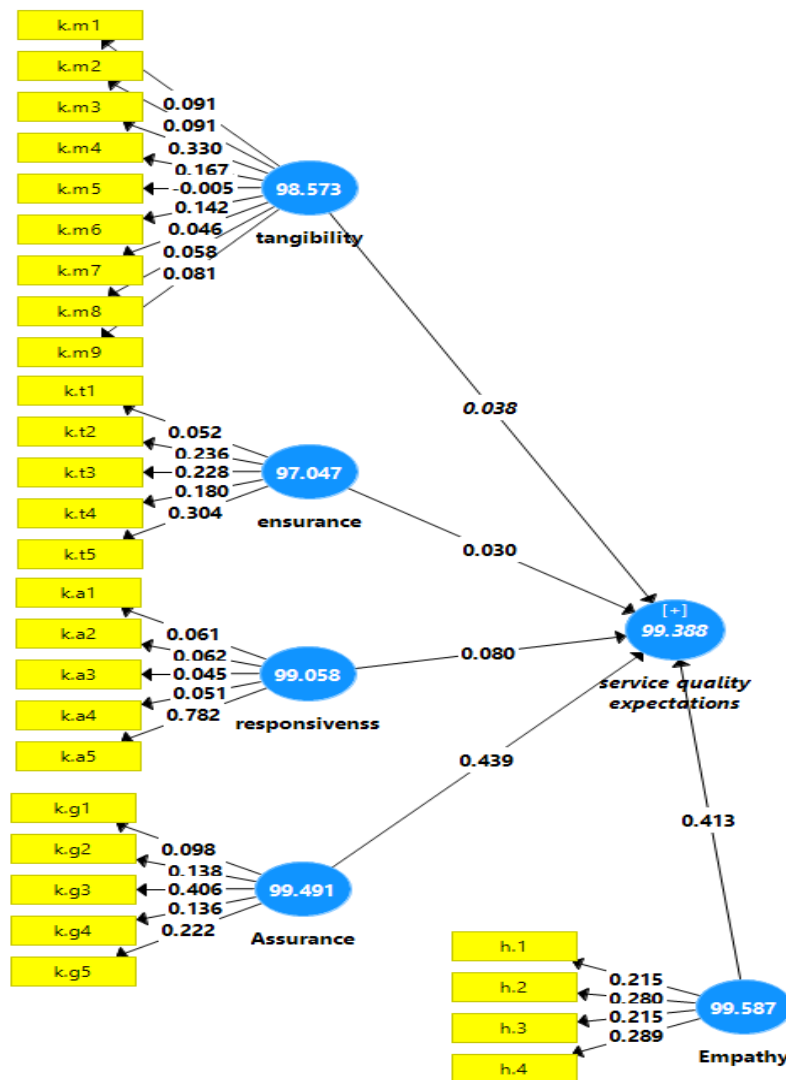 k.m1
k.m2
k.m3
k.m4
k.m5
k.m6
k.m7
k.m8
k.m9
0.091
0.091
0.330
0.167
-0.005
0.142
0.046
0.058
0.081
98.573
tangibility
0.038
k.t1
k.t2
k.t3
k.t4
k.t5
0.052
0.236
0.228
0.180
0.304
97.047
ensurance
0.030
k.a1
k.a2
k.a3
k.a4
k.a5
0.061
0.062
0.045
0.051
0.782
99.058
responsivenss
0.080
[+]
99.388
service quality
expectations
k.g1
k.g2
k.g3
k.g4
k.g5
0.098
0.138
0.406
0.136
0.222
99.491
Assurance
0.439
0.413
h.1
h.2
h.3
h.4
0.215
0.280
0.215
0.289
99.587
Empathy